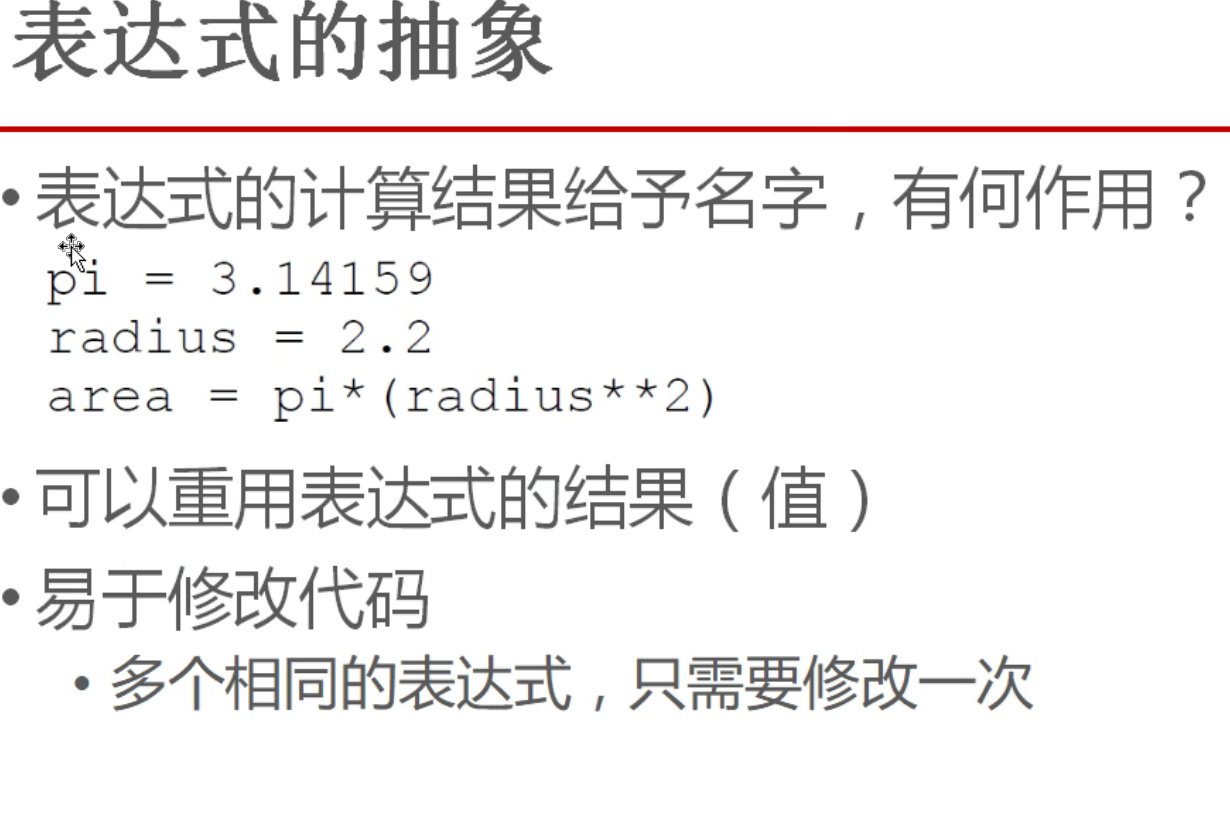 表达式的抽象
•表达式的计算结果给予名字，有何作用？
pi = 3.14159
radius = 2.2
area = pi*(radius**2)
•可以重用表达式的结果（值）
•易于修改代码
•多个相同的表达式，只需要修改一次